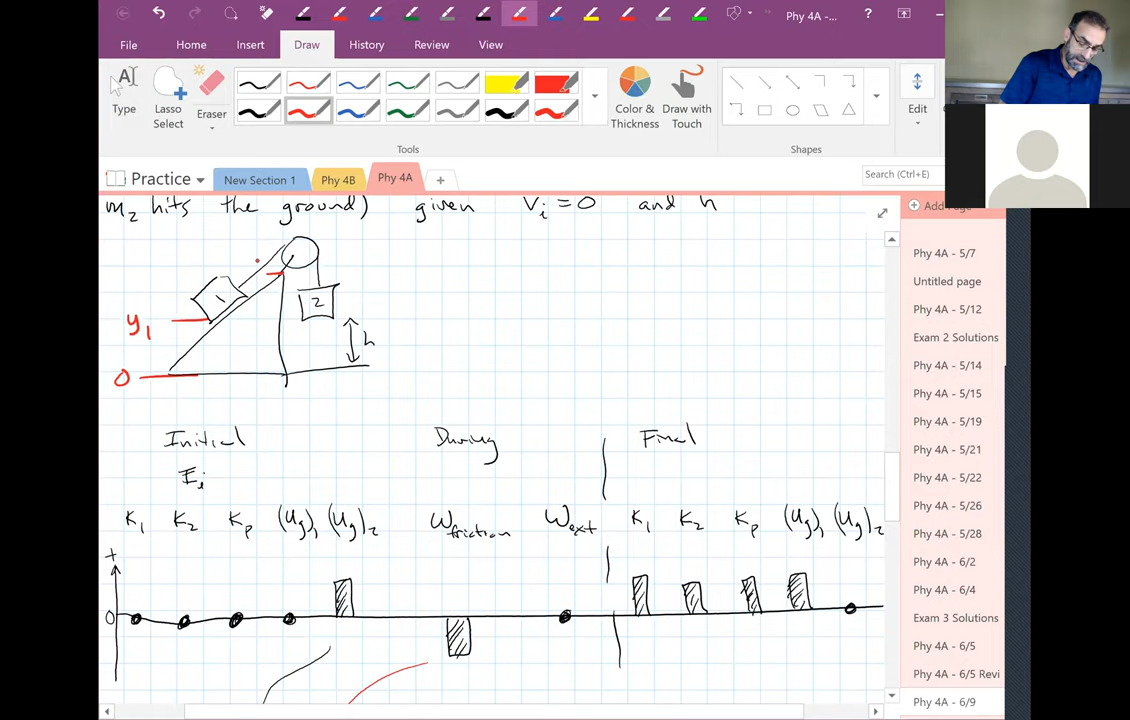 Phy 4A -...
?
File
Home
Insert
Draw
History
Review
View
Type
Lasso Select
Eraser
Color & Thickness
Draw with Touch
Edit
Tools
Shapes
Practice
New Section 1
Phy 4B
Phy 4A
+
Search (Ctrl+E)
Add Page
Phy 4A - 5/7
Untitled page
Phy 4A - 5/12
Exam 2 Solutions
Phy 4A - 5/14
Phy 4A - 5/15
Phy 4A - 5/19
Phy 4A - 5/21
Phy 4A - 5/22
Phy 4A - 5/26
Phy 4A - 5/28
Phy 4A - 6/2
Phy 4A - 6/4
Exam 3 Solutions
Phy 4A - 6/5
Phy 4A - 6/5 Revi
Phy 4A - 6/9
m₂ hits the ground) given Vᵢ = 0 and h
1
2
y₁
h
0
Initial During Final
Eᵢ
K₁ K₂ Kₚ (Ug)₁ (Ug)₂ Wfriction Wext K₁ K₂ Kₚ (Ug)₁ (Ug)₂
+
0